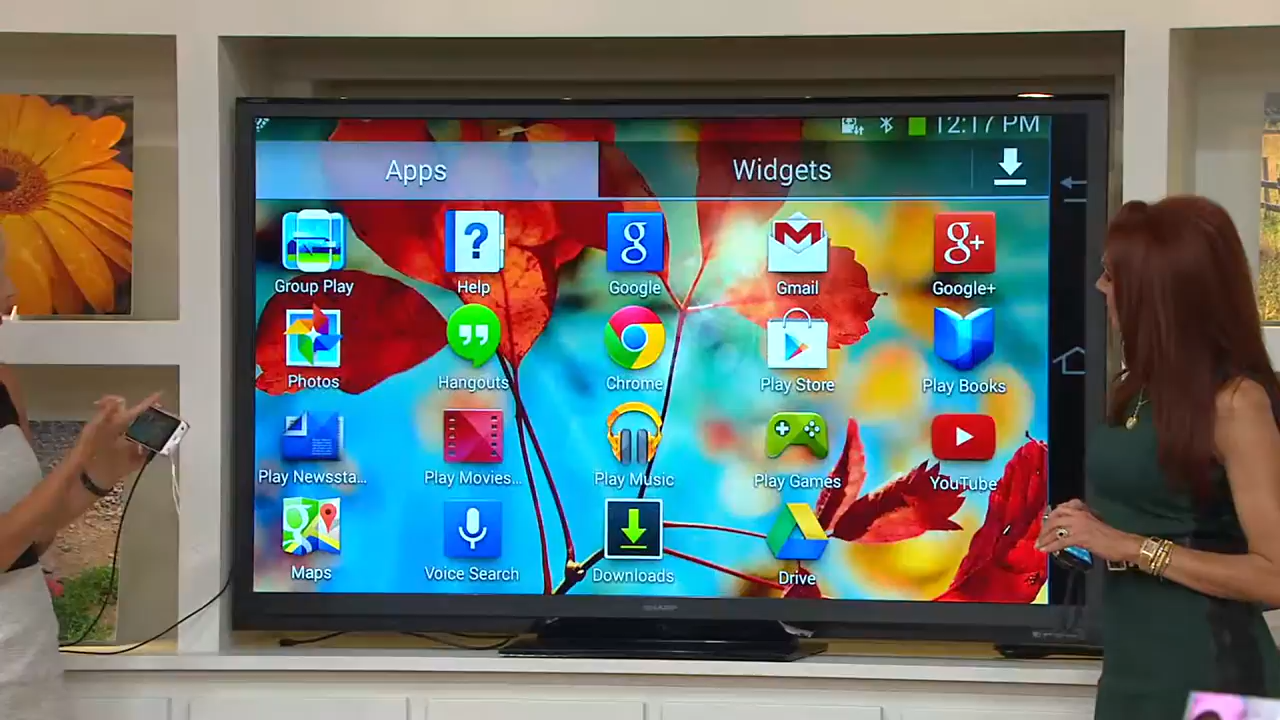 12:17 PM
Apps
Widgets
Group Play
Help
g
Google
Gmail
g+
Google+
Photos
Hangouts
Chrome
Play Store
Play Books
Play Newssta...
Play Movies...
Play Music
Play Games
YouTube
Maps
Voice Search
Downloads
Drive
SHARP